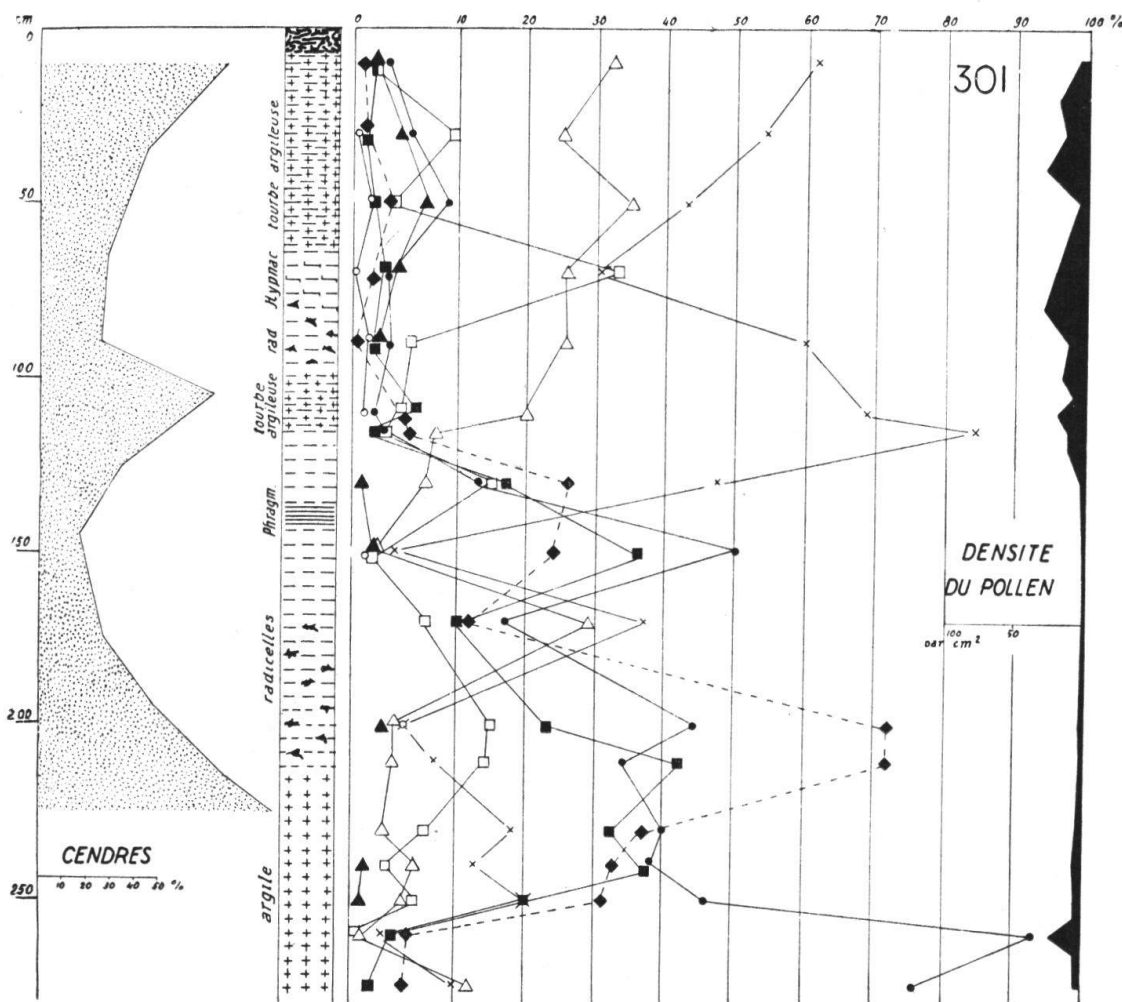 cm
0
50
100
150
200
250
0
0 10 20 30 40 50 60 70 80 90 100 %
301
tourbe argileuse
Hypnac
rad
tourbe argileuse
Phragm.
radicelles
argile
CENDRES
10 20 30 40 50 %
DENSITE
DU POLLEN
100 50
par cm²